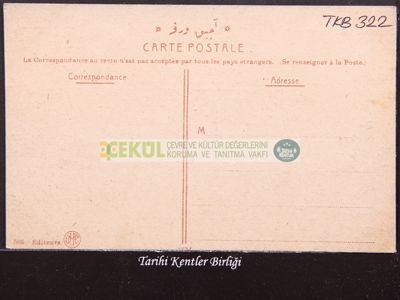 TKB 322
آچيق ورقه
CARTE POSTALE.
La Correspondance au recto n'est pas acceptée par tous les pays étrangers. (Se renseigner à la Poste.)
Correspondance
Adresse
M
ÇEKÜL
ÇEVRE VE KÜLTÜR DEĞERLERİNİ
KORUMA VE TANITMA VAKFI
Editeurs
Tarihi Kentler Birliği